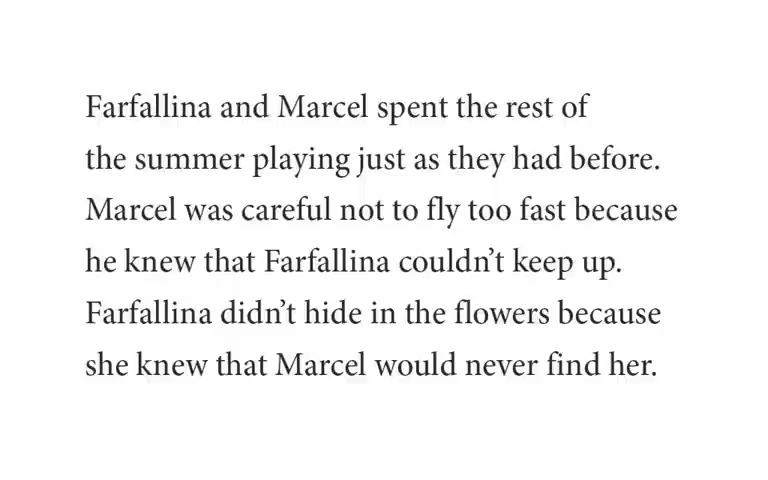 Farfallina and Marcel spent the rest of
the summer playing just as they had before.
Marcel was careful not to fly too fast because
he knew that Farfallina couldn’t keep up.
Farfallina didn’t hide in the flowers because
she knew that Marcel would never find her.